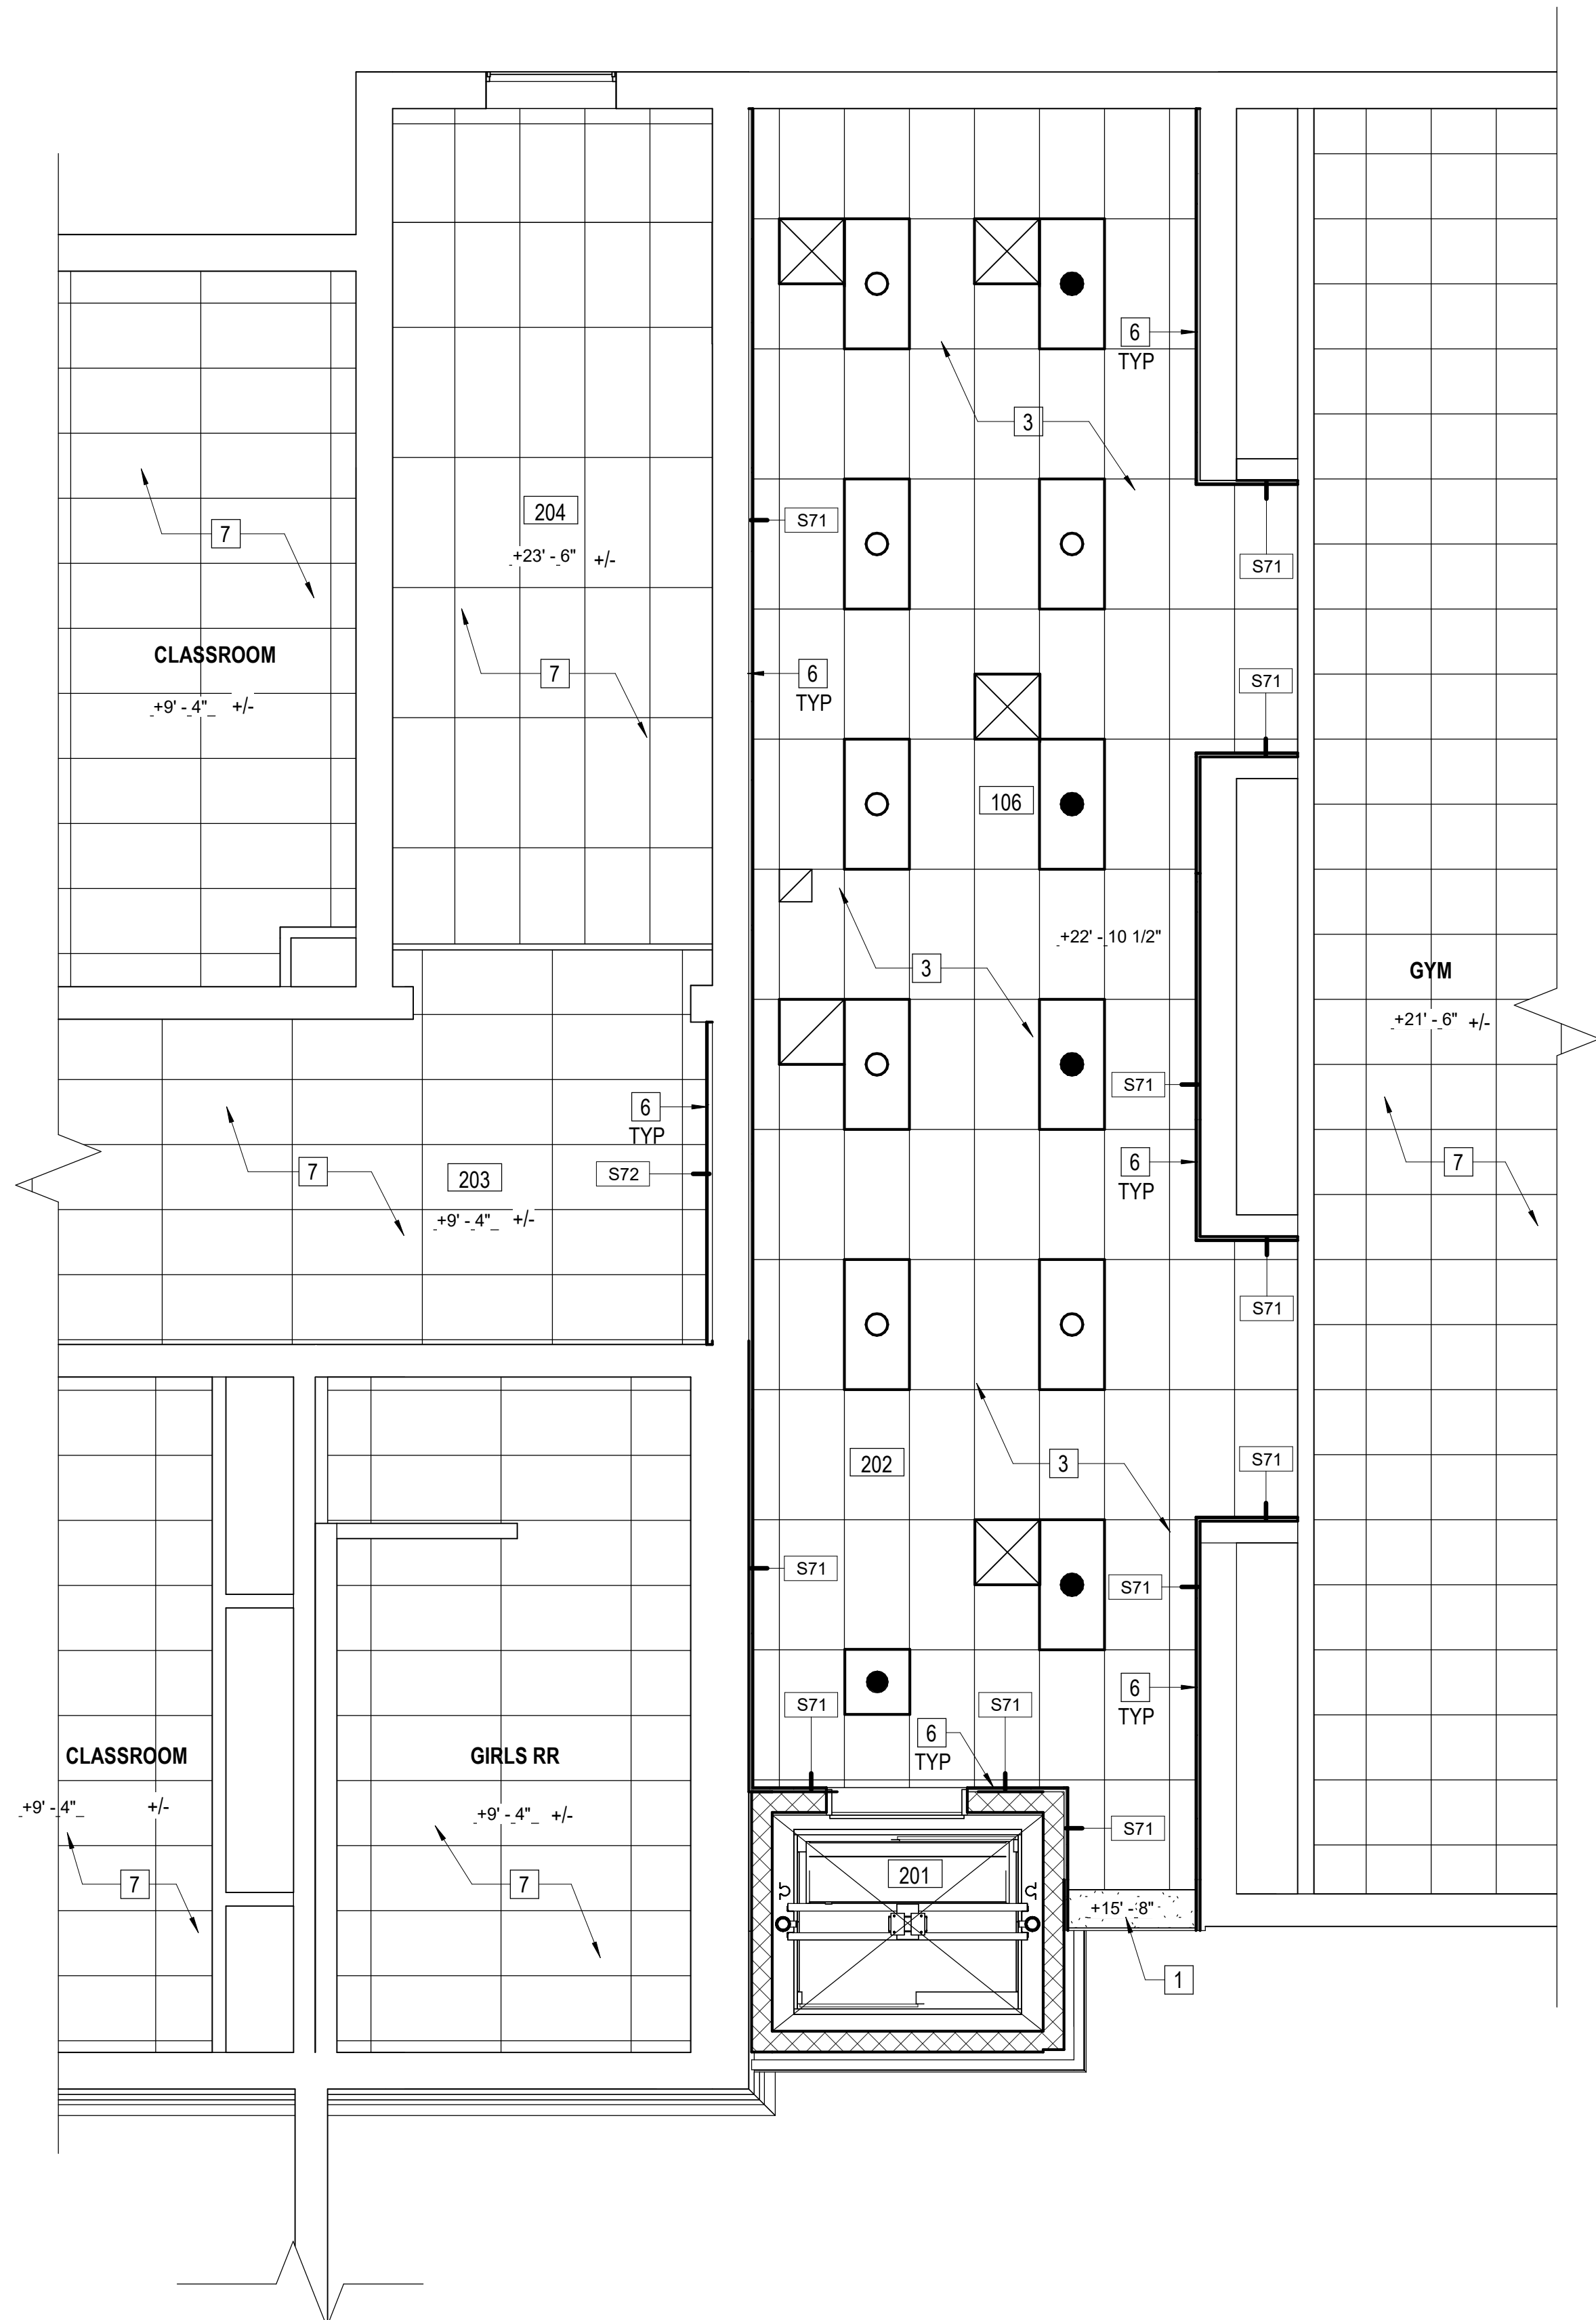 6
TYP
3
204
+23' - 6" +/-
S71
7
S71
CLASSROOM
+9' - 4" +/-
7
6
TYP
S71
106
+22' - 10 1/2"
3
GYM
+21' - 6" +/-
S71
6
TYP
6
TYP
7
203
S72
7
+9' - 4" +/-
S71
202
3
S71
S71
S71
6
TYP
S71
S71
6
TYP
CLASSROOM
GIRLS RR
+9' - 4" +/-
+9' - 4" +/-
S71
7
7
201
+15' - 8"
1